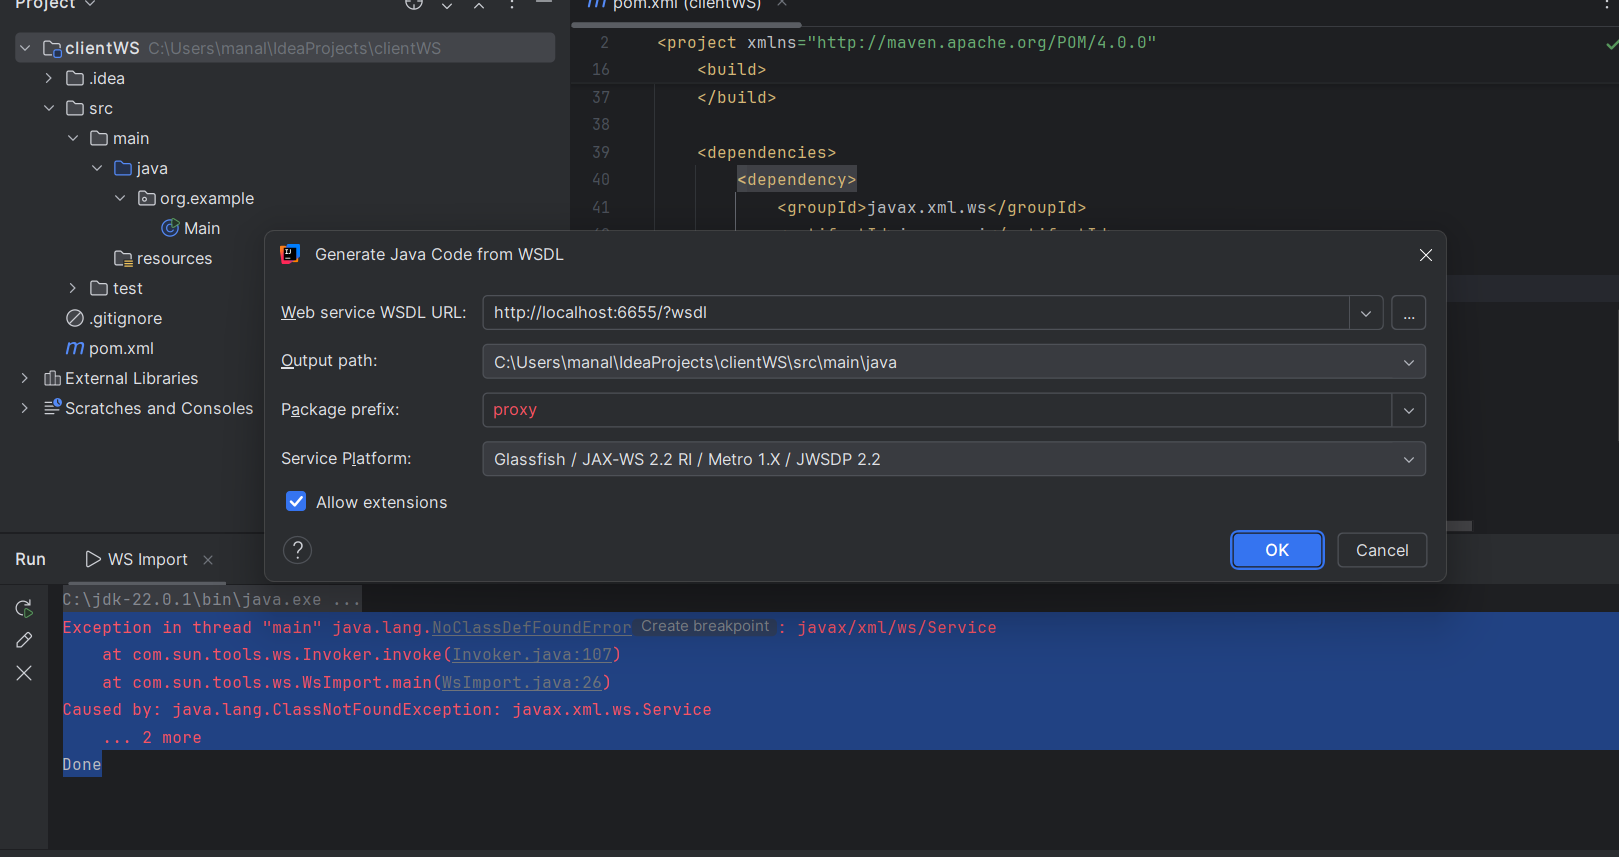 Project
clientWS C:\Users\manal\IdeaProjects\clientWS
.idea
src
main
java
org.example
Main
resources
test
.gitignore
pom.xml
External Libraries
Scratches and Consoles
pom.xml (clientWS)
2 <project xmlns="http://maven.apache.org/POM/4.0.0"
16 <build>
37 </build>
38
39 <dependencies>
40 <dependency>
41 <groupId>javax.xml.ws</groupId>
Generate Java Code from WSDL
Web service WSDL URL: http://localhost:6655/?wsdl ...
Output path: C:\Users\manal\IdeaProjects\clientWS\src\main\java
Package prefix: proxy
Service Platform: Glassfish / JAX-WS 2.2 RI / Metro 1.X / JWSDP 2.2
Allow extensions
? OK Cancel
Run WS Import
C:\jdk-22.0.1\bin\java.exe ...
Exception in thread "main" java.lang.NoClassDefFoundError Create breakpoint : javax/xml/ws/Service
at com.sun.tools.ws.Invoker.invoke(Invoker.java:107)
at com.sun.tools.ws.WsImport.main(WsImport.java:26)
Caused by: java.lang.ClassNotFoundException: javax.xml.ws.Service
... 2 more
Done